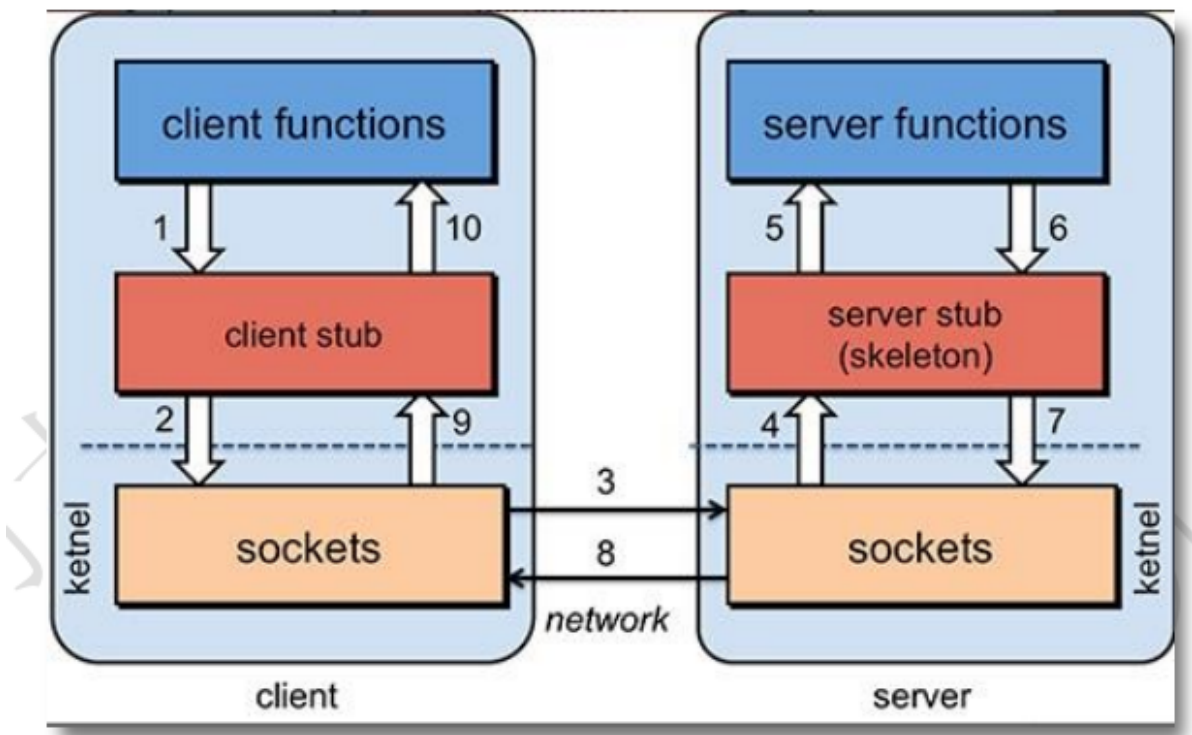 client functions
server functions
1
10
5
6
client stub
server stub
(skeleton)
2
9
4
7
3
ketnel
sockets
8
sockets
ketnel
network
client
server